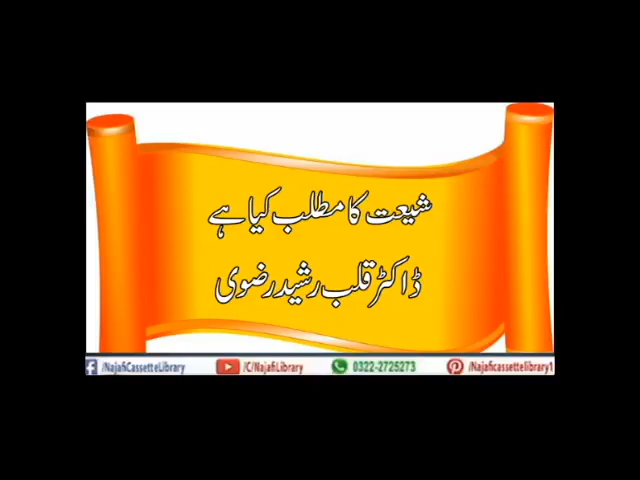 شیعت کا مطلب کیا ہے
ڈاکٹر قلب رشید رضوی
/NajafiCassetteLibrary /C/NajafiLibrary 0322-2725273 /Najaficassettelibrary1